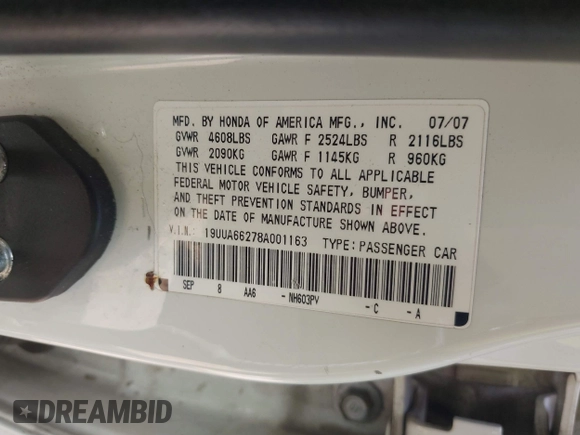 MFD. BY HONDA OF AMERICA MFG., INC. 07/07
GVWR 4608LBS GAWR F 2524LBS R 2116LBS
GVWR 2090KG GAWR F 1145KG R 960KG
THIS VEHICLE CONFORMS TO ALL APPLICABLE
FEDERAL MOTOR VEHICLE SAFETY, BUMPER,
AND THEFT PREVENTION STANDARDS IN EFFECT
ON THE DATE OF MANUFACTURE SHOWN ABOVE.
V.I.N. 19UUA66278A001163 TYPE: PASSENGER CAR
SEP 8 AA6 - NH603PV - C - A
DREAMBID